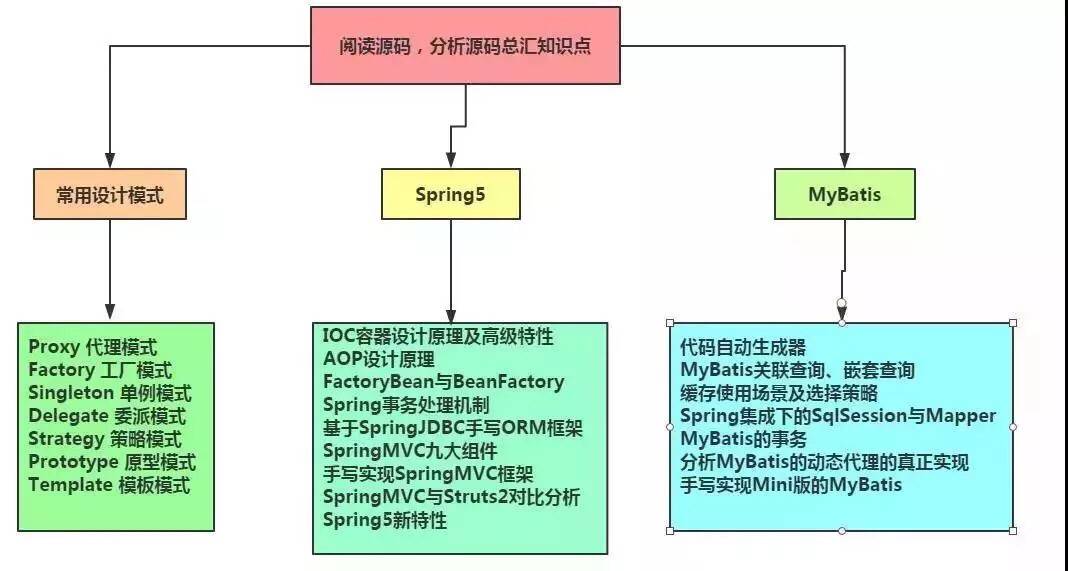 阅读源码，分析源码总汇知识点
常用设计模式
Spring5
MyBatis
Proxy 代理模式
Factory 工厂模式
Singleton 单例模式
Delegate 委派模式
Strategy 策略模式
Prototype 原型模式
Template 模板模式
IOC容器设计原理及高级特性
AOP设计原理
FactoryBean与BeanFactory
Spring事务处理机制
基于SpringJDBC手写ORM框架
SpringMVC九大组件
手写实现SpringMVC框架
SpringMVC与Struts2对比分析
Spring5新特性
代码自动生成器
MyBatis关联查询、嵌套查询
缓存使用场景及选择策略
Spring集成下的SqlSession与Mapper
MyBatis的事务
分析MyBatis的动态代理的真正实现
手写实现Mini版的MyBatis